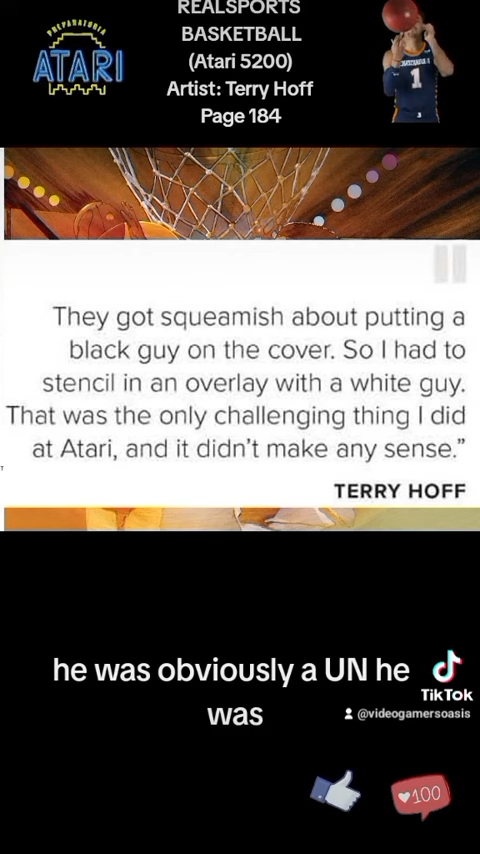 REALSPORTS
BASKETBALL
(Atari 5200)
Artist: Terry Hoff
Page 184
PREPARATORIA
ATARI
1
They got squeamish about putting a
black guy on the cover. So I had to
stencil in an overlay with a white guy.
That was the only challenging thing I did
at Atari, and it didn't make any sense.”
TERRY HOFF
he was obviously a UN he
was
TikTok
@videogamersoasis
100